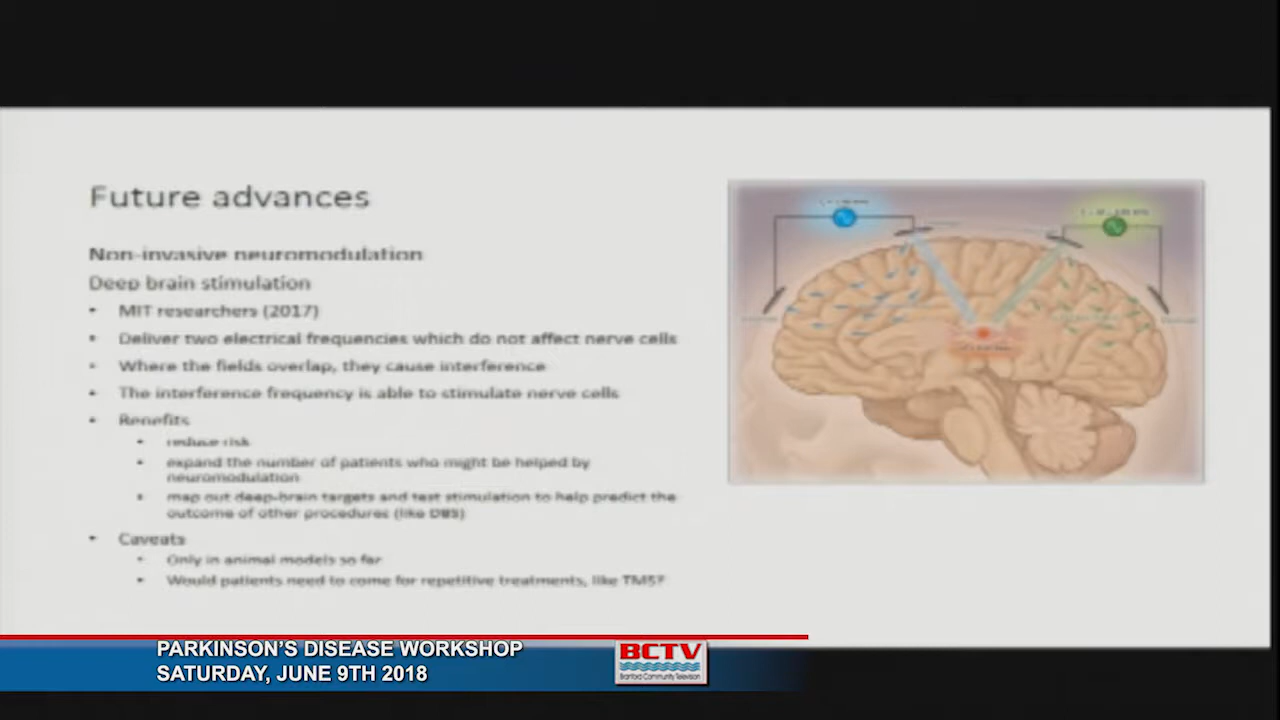 Future advances
Non-invasive neuromodulation
Deep brain stimulation
• MIT researchers (2017)
• Deliver two electrical frequencies which do not affect nerve cells
• Where the fields overlap, they cause interference
• The interference frequency is able to stimulate nerve cells
• Benefits
• reduce risk
• expand the number of patients who might be helped by
neuromodulation
• map out deep-brain targets and test stimulation to help predict the
outcome of other procedures (like DBS)
• Caveats
• Only in animal models so far
• Would patients need to come for repetitive treatments, like TMS?
PARKINSON'S DISEASE WORKSHOP
SATURDAY, JUNE 9TH 2018
BCTV
Branford Community Television